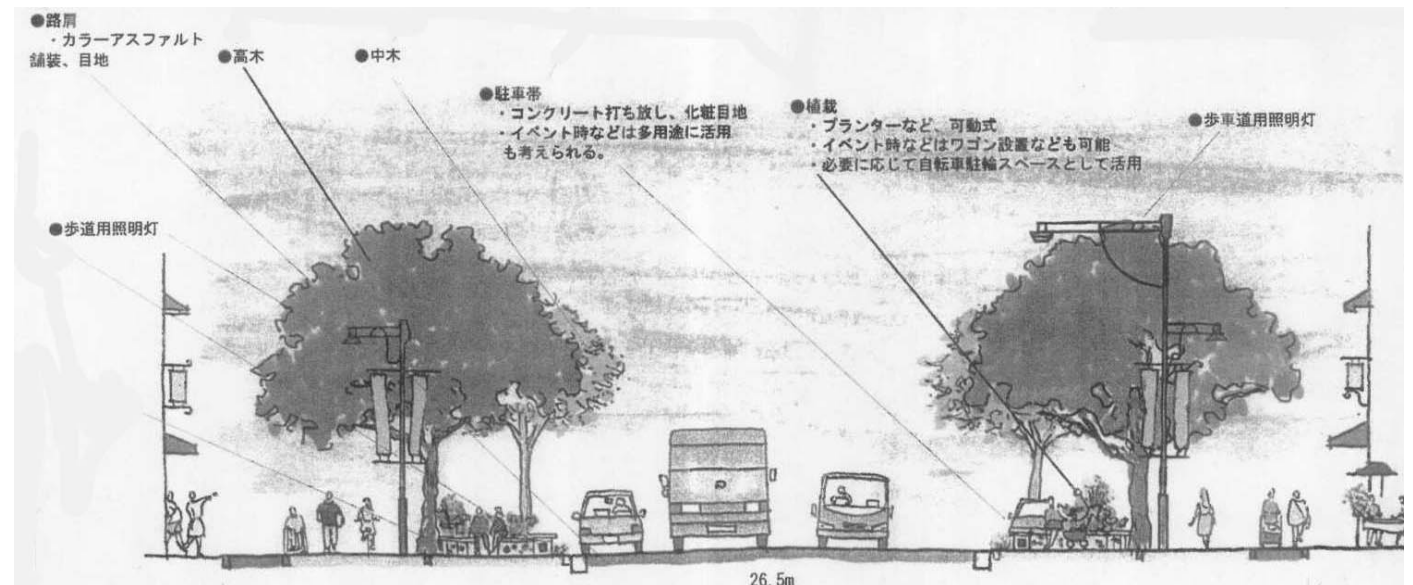 ●路肩
・カラーアスファルト
舗装、目地
●高木
●中木
●駐車帯
・コンクリート打ち放し、化粧目地
・イベント時などは多用途に活用
も考えられる。
●植栽
・プランターなど、可動式
・イベント時などはワゴン設置なども可能
・必要に応じて自転車駐輪スペースとして活用
●歩車道用照明灯
●歩道用照明灯
26.5m